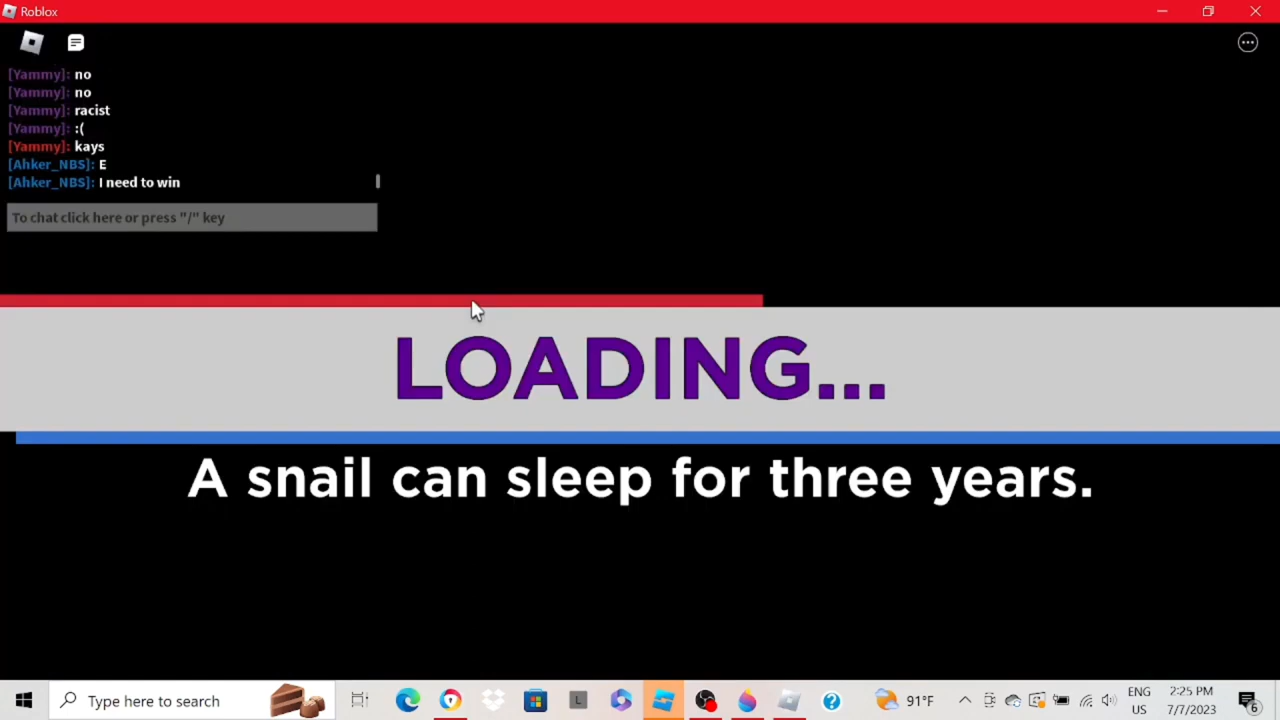 Roblox
[Yammy]: no
[Yammy]: no
[Yammy]: racist
[Yammy]: :(
[Yammy]: kays
[Ahker_NBS]: E
[Ahker_NBS]: I need to win
To chat click here or press "/" key
LOADING...
A snail can sleep for three years.
Type here to search
L
?
91°F
ENG
US
2:25 PM
7/7/2023
6